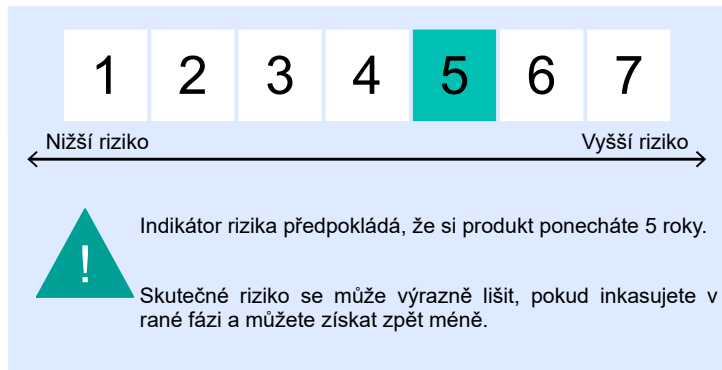 1 2 3 4 5 6 7
Nižší riziko Vyšší riziko
Indikátor rizika předpokládá, že si produkt ponecháte 5 roky.
!
Skutečné riziko se může výrazně lišit, pokud inkasujete v
rané fázi a můžete získat zpět méně.